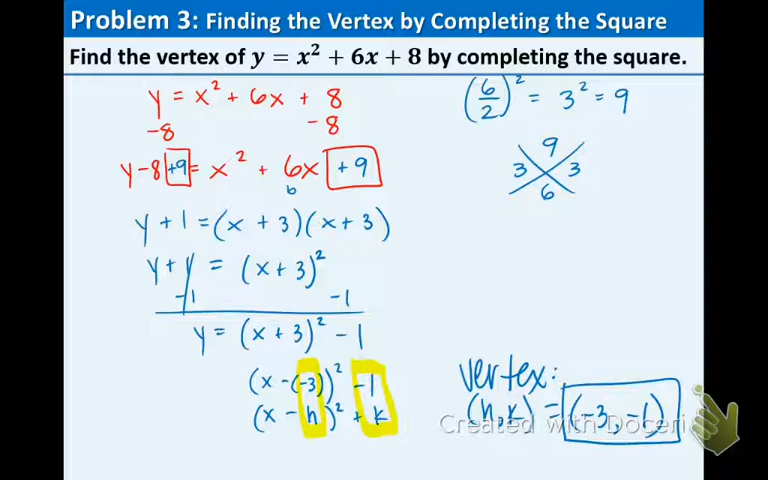 Problem 3: Finding the Vertex by Completing the Square
Find the vertex of y = x² + 6x + 8 by completing the square.
y = x² + 6x + 8
-8 -8
y-8 +9 = x² + 6x +9
b
y+1 = (x + 3)(x + 3)
y+1 = (x + 3)²
-1 -1
y = (x + 3)² - 1
(x - (-3))² -1
(x - h)² + k
(6/2)² = 3² = 9
9
3 3
6
vertex:
(h, k) = (-3, -1)
Created with Doceri